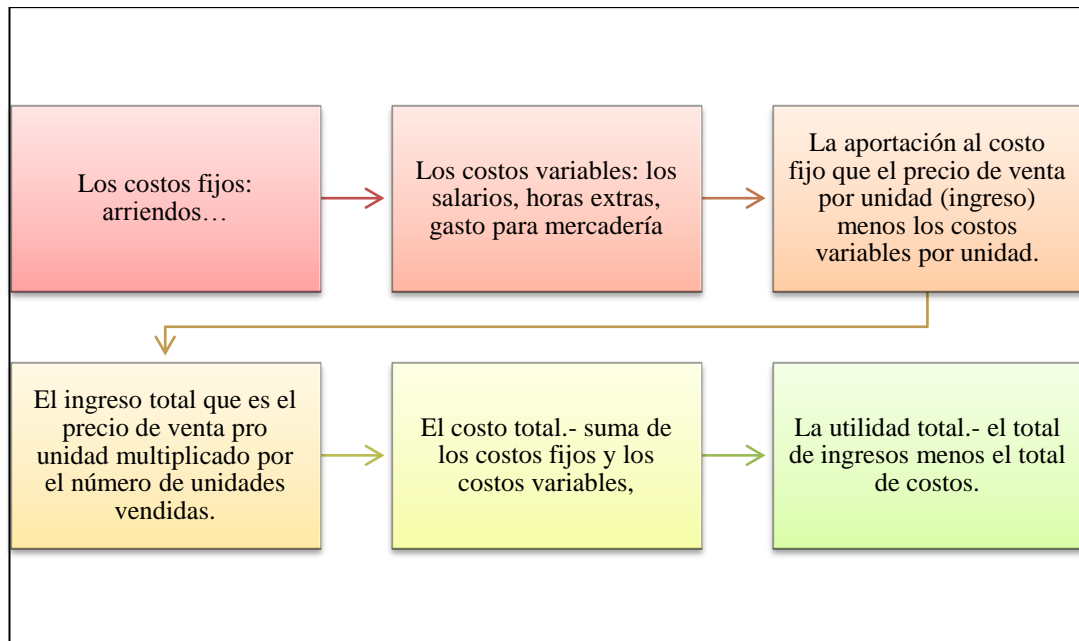 Los costos fijos:
arriendos…
Los costos variables: los
salarios, horas extras,
gasto para mercadería
La aportación al costo
fijo que el precio de venta
por unidad (ingreso)
menos los costos
variables por unidad.
El ingreso total que es el
precio de venta pro
unidad multiplicado por
el número de unidades
vendidas.
El costo total.- suma de
los costos fijos y los
costos variables,
La utilidad total.- el total
de ingresos menos el total
de costos.